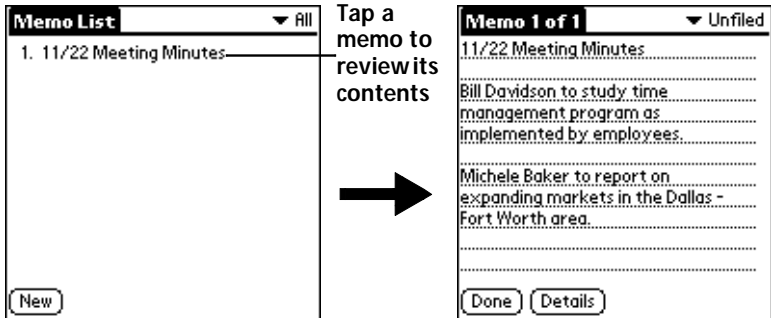 Memo List
All
1. 11/22 Meeting Minutes
New
Tap a
memo to
review its
contents
Memo 1 of 1
Unfiled
11/22 Meeting Minutes
Bill Davidson to study time
management program as
implemented by employees.
Michele Baker to report on
expanding markets in the Dallas -
Fort Worth area.
Done
Details